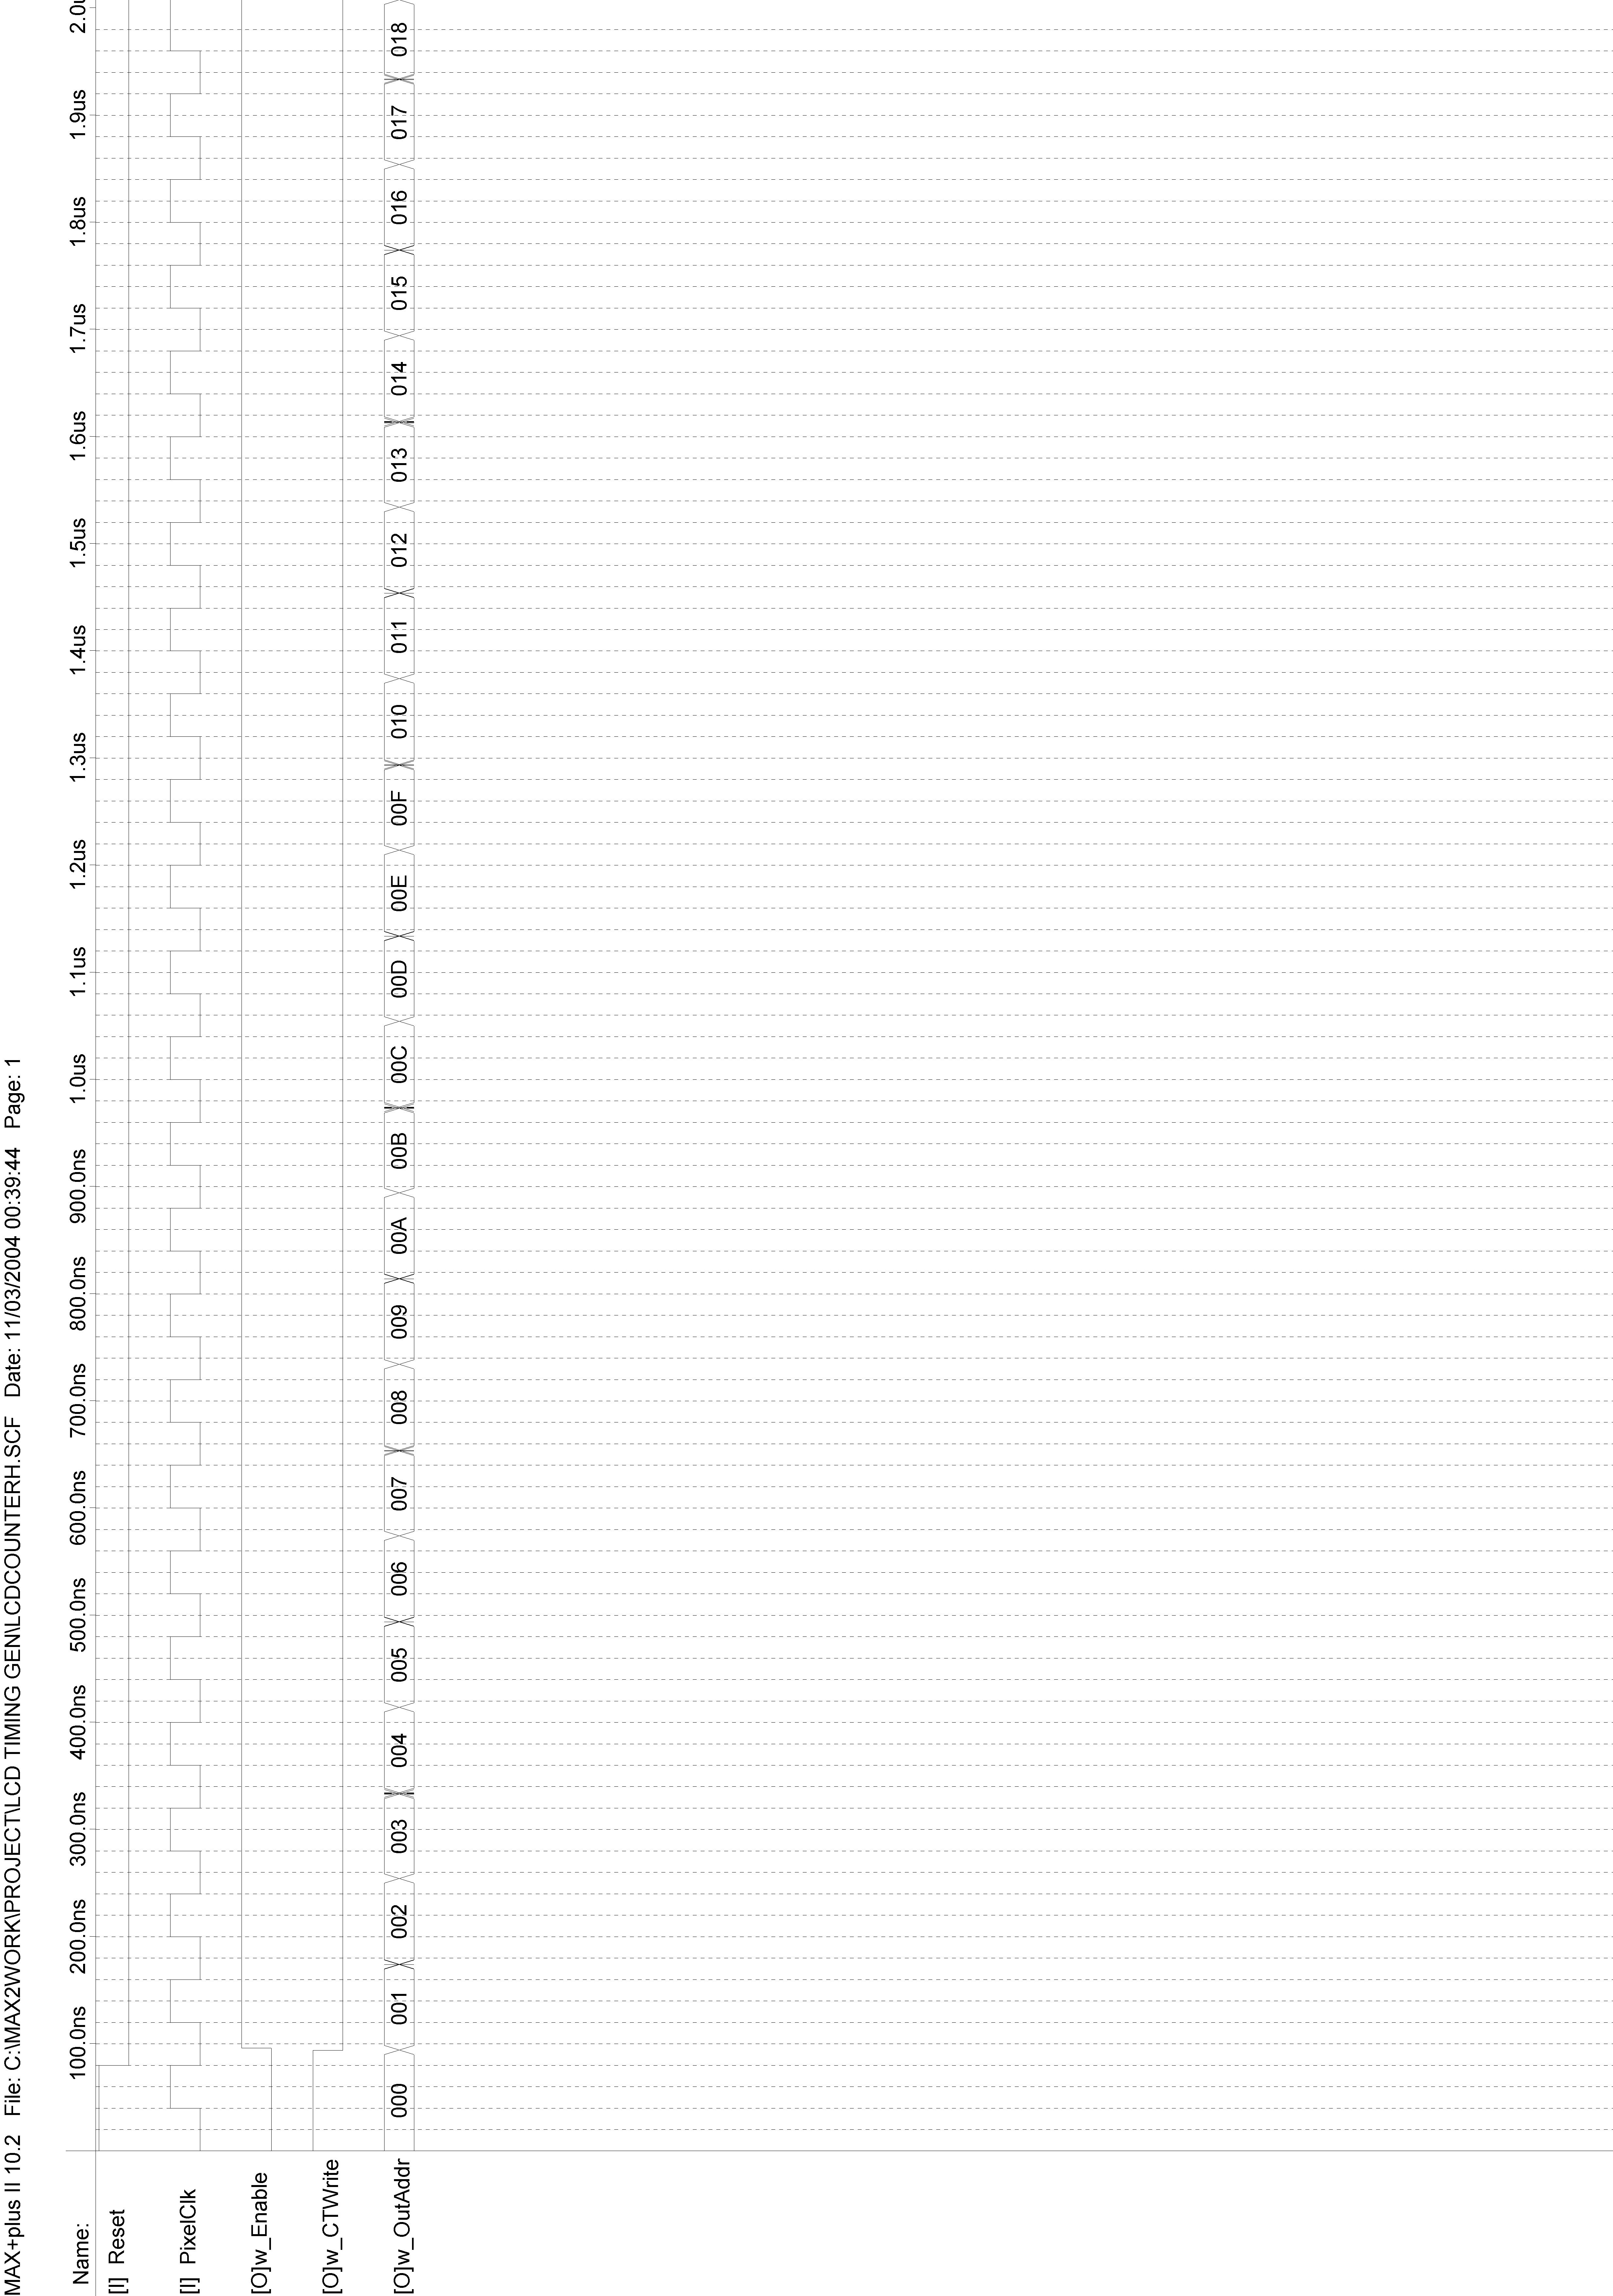 MAX+plus II 10.2 File: C:\MAX2WORK\PROJECT\LCD TIMING GEN\LCDCOUNTERH.SCF Date: 11/03/2004 00:39:44 Page: 1
Name: 100.0ns 200.0ns 300.0ns 400.0ns 500.0ns 600.0ns 700.0ns 800.0ns 900.0ns 1.0us 1.1us 1.2us 1.3us 1.4us 1.5us 1.6us 1.7us 1.8us 1.9us 2.0u
[I] Reset
[I] PixelClk
[O]w_Enable
[O]w_CTWrite
[O]w_OutAddr 000 001 002 003 004 005 006 007 008 009 00A 00B 00C 00D 00E 00F 010 011 012 013 014 015 016 017 018